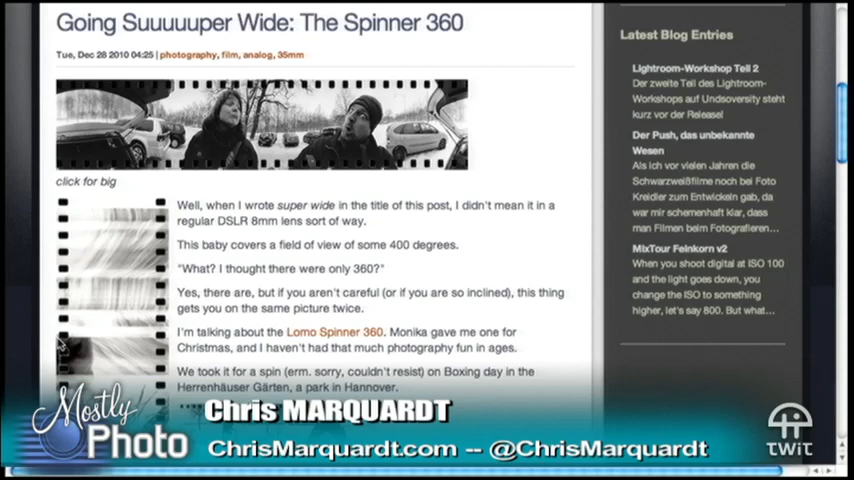 Going Suuuuuper Wide: The Spinner 360
Tue, Dec 28 2010 04:25 | photography, film, analog, 35mm
click for big
Well, when I wrote super wide in the title of this post, I didn't mean it in a
regular DSLR 8mm lens sort of way.
This baby covers a field of view of some 400 degrees.
"What? I thought there were only 360?"
Yes, there are, but if you aren't careful (or if you are so inclined), this thing
gets you on the same picture twice.
I'm talking about the Lomo Spinner 360. Monika gave me one for
Christmas, and I haven't had that much photography fun in ages.
We took it for a spin (erm. sorry, couldn't resist) on Boxing day in the
Herrenhäuser Gärten, a park in Hannover.
Latest Blog Entries
Lightroom-Workshop Teil 2
Der zweite Teil des Lightroom-
Workshops auf Undsoversity steht
kurz vor der Release!
Der Push, das unbekannte
Wesen
Als ich vor vielen Jahren die
Schwarzweißfilme noch bei Foto
Kreidler zum Entwickeln gab, da
war mir schemenhaft klar, dass
man Filmen beim Fotografieren...
MixTour Feinkorn v2
When you shoot digital at ISO 100
and the light goes down, you
change the ISO to something
higher, let's say 800. But what...
Mostly
Photo
Chris MARQUARDT
ChrisMarquardt.com -- @ChrisMarquardt
TWiT